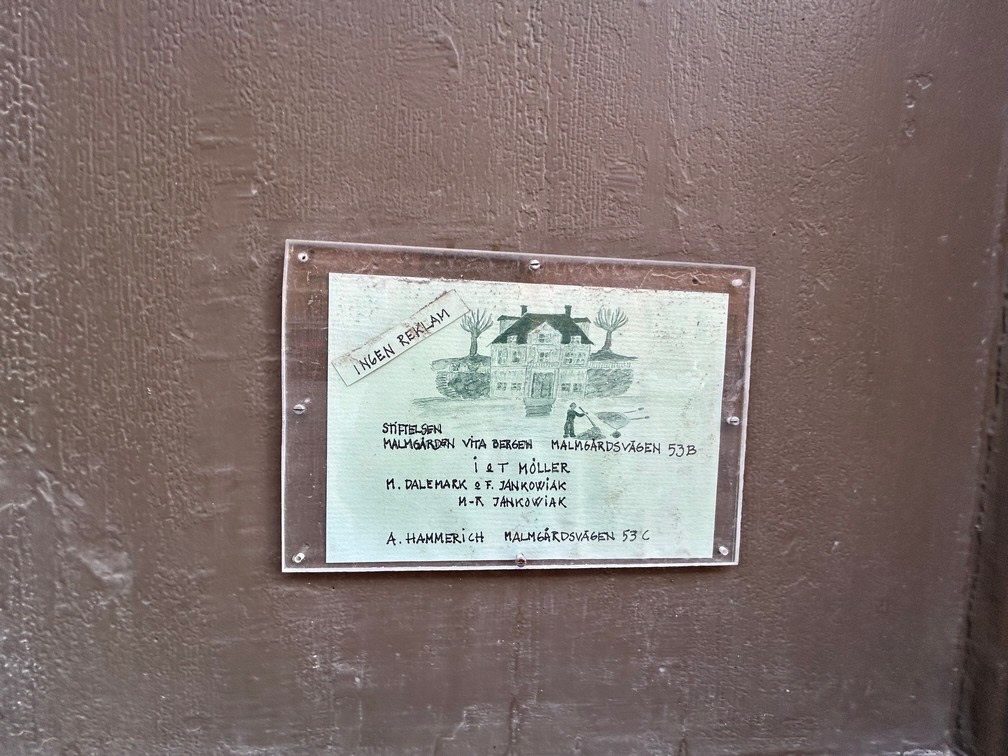 INGEN REKLAM
STIFTELSEN
MALMGÅRDEN VITA BERGEN MALMGÅRDSVÄGEN 53B
I & T MÖLLER
M. DALEMARK & F. JANKOWIAK
M-R JANKOWIAK
A. HAMMERICH MALMGÅRDSVÄGEN 53C